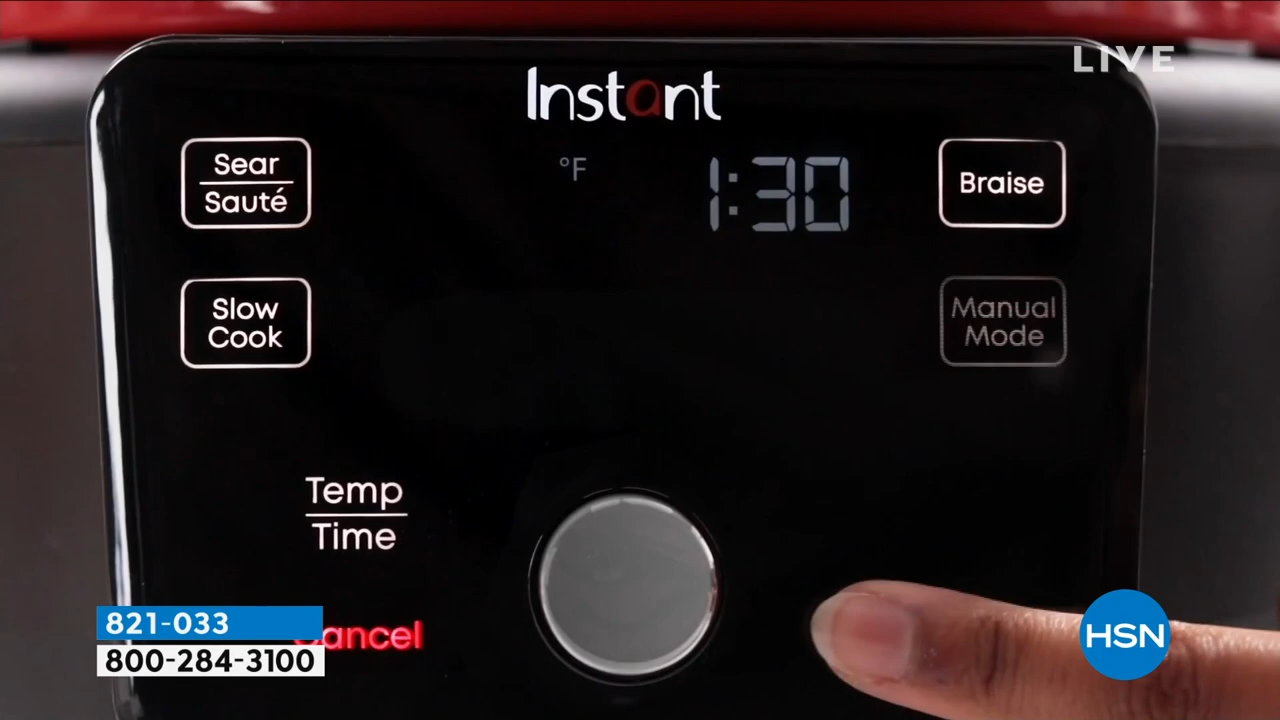 LIVE
Instant
°F
1:30
Sear
Sauté
Braise
Slow
Cook
Manual
Mode
Temp
Time
Cancel
821-033
800-284-3100
HSN